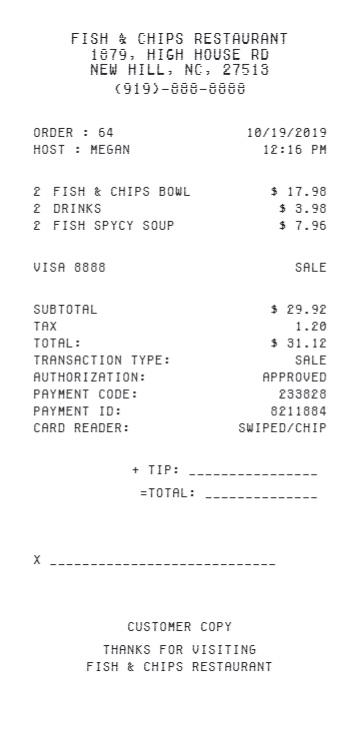 FISH & CHIPS RESTAURANT
1879, HIGH HOUSE RD
NEW HILL, NC, 27513
(919)-888-8888
ORDER : 64 10/19/2019
HOST : MEGAN 12:16 PM
2 FISH & CHIPS BOWL $ 17.98
2 DRINKS $ 3.98
2 FISH SPYCY SOUP $ 7.96
VISA 8888 SALE
SUBTOTAL $ 29.92
TAX 1.20
TOTAL: $ 31.12
TRANSACTION TYPE: SALE
AUTHORIZATION: APPROVED
PAYMENT CODE: 233828
PAYMENT ID: 8211884
CARD READER: SWIPED/CHIP
+ TIP: ________________
=TOTAL: ______________
X ____________________________
CUSTOMER COPY
THANKS FOR VISITING
FISH & CHIPS RESTAURANT